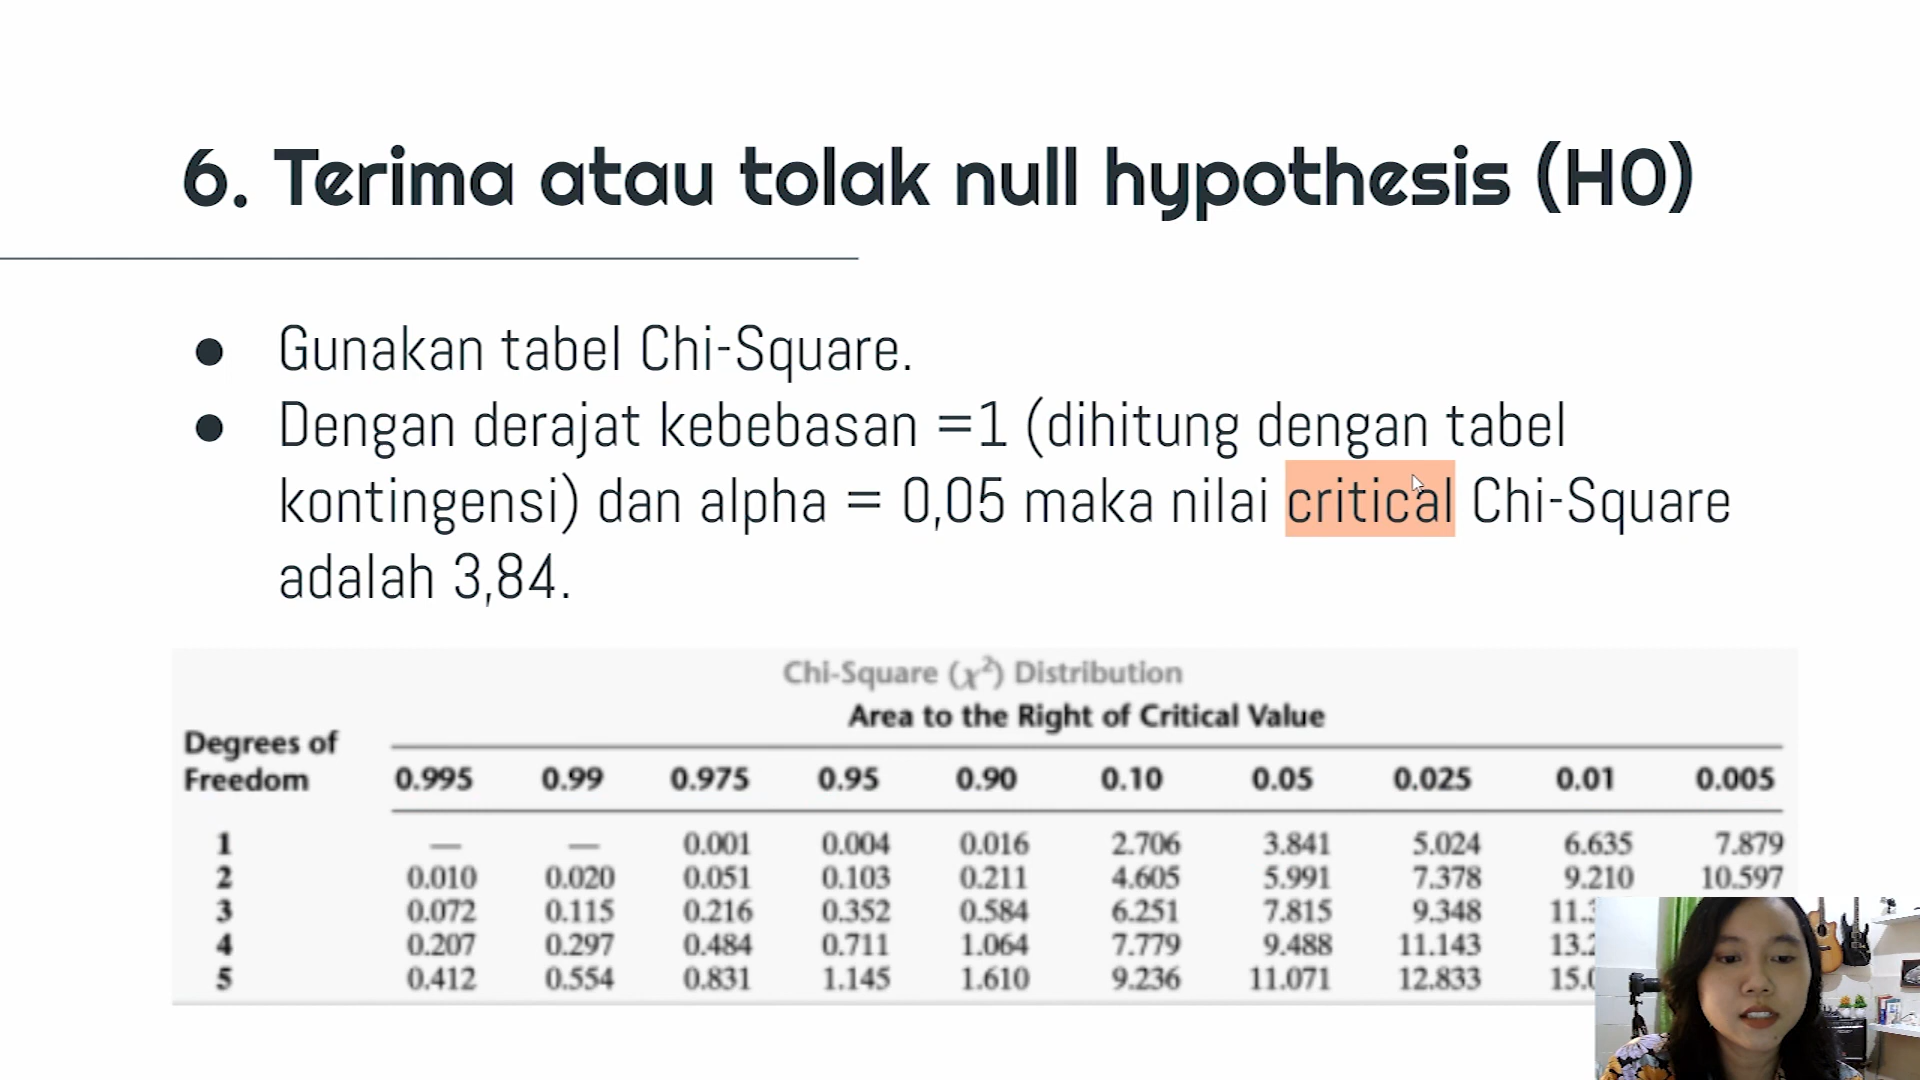 6. Terima atau tolak null hypothesis (H0)
● Gunakan tabel Chi-Square.
● Dengan derajat kebebasan =1 (dihitung dengan tabel
kontingensi) dan alpha = 0,05 maka nilai critical Chi-Square
adalah 3,84.
Chi-Square (χ²) Distribution
Area to the Right of Critical Value
Degrees of
Freedom 0.995 0.99 0.975 0.95 0.90 0.10 0.05 0.025 0.01 0.005
1 — — 0.001 0.004 0.016 2.706 3.841 5.024 6.635 7.879
2 0.010 0.020 0.051 0.103 0.211 4.605 5.991 7.378 9.210 10.597
3 0.072 0.115 0.216 0.352 0.584 6.251 7.815 9.348
4 0.207 0.297 0.484 0.711 1.064 7.779 9.488 11.143
5 0.412 0.554 0.831 1.145 1.610 9.236 11.071 12.833